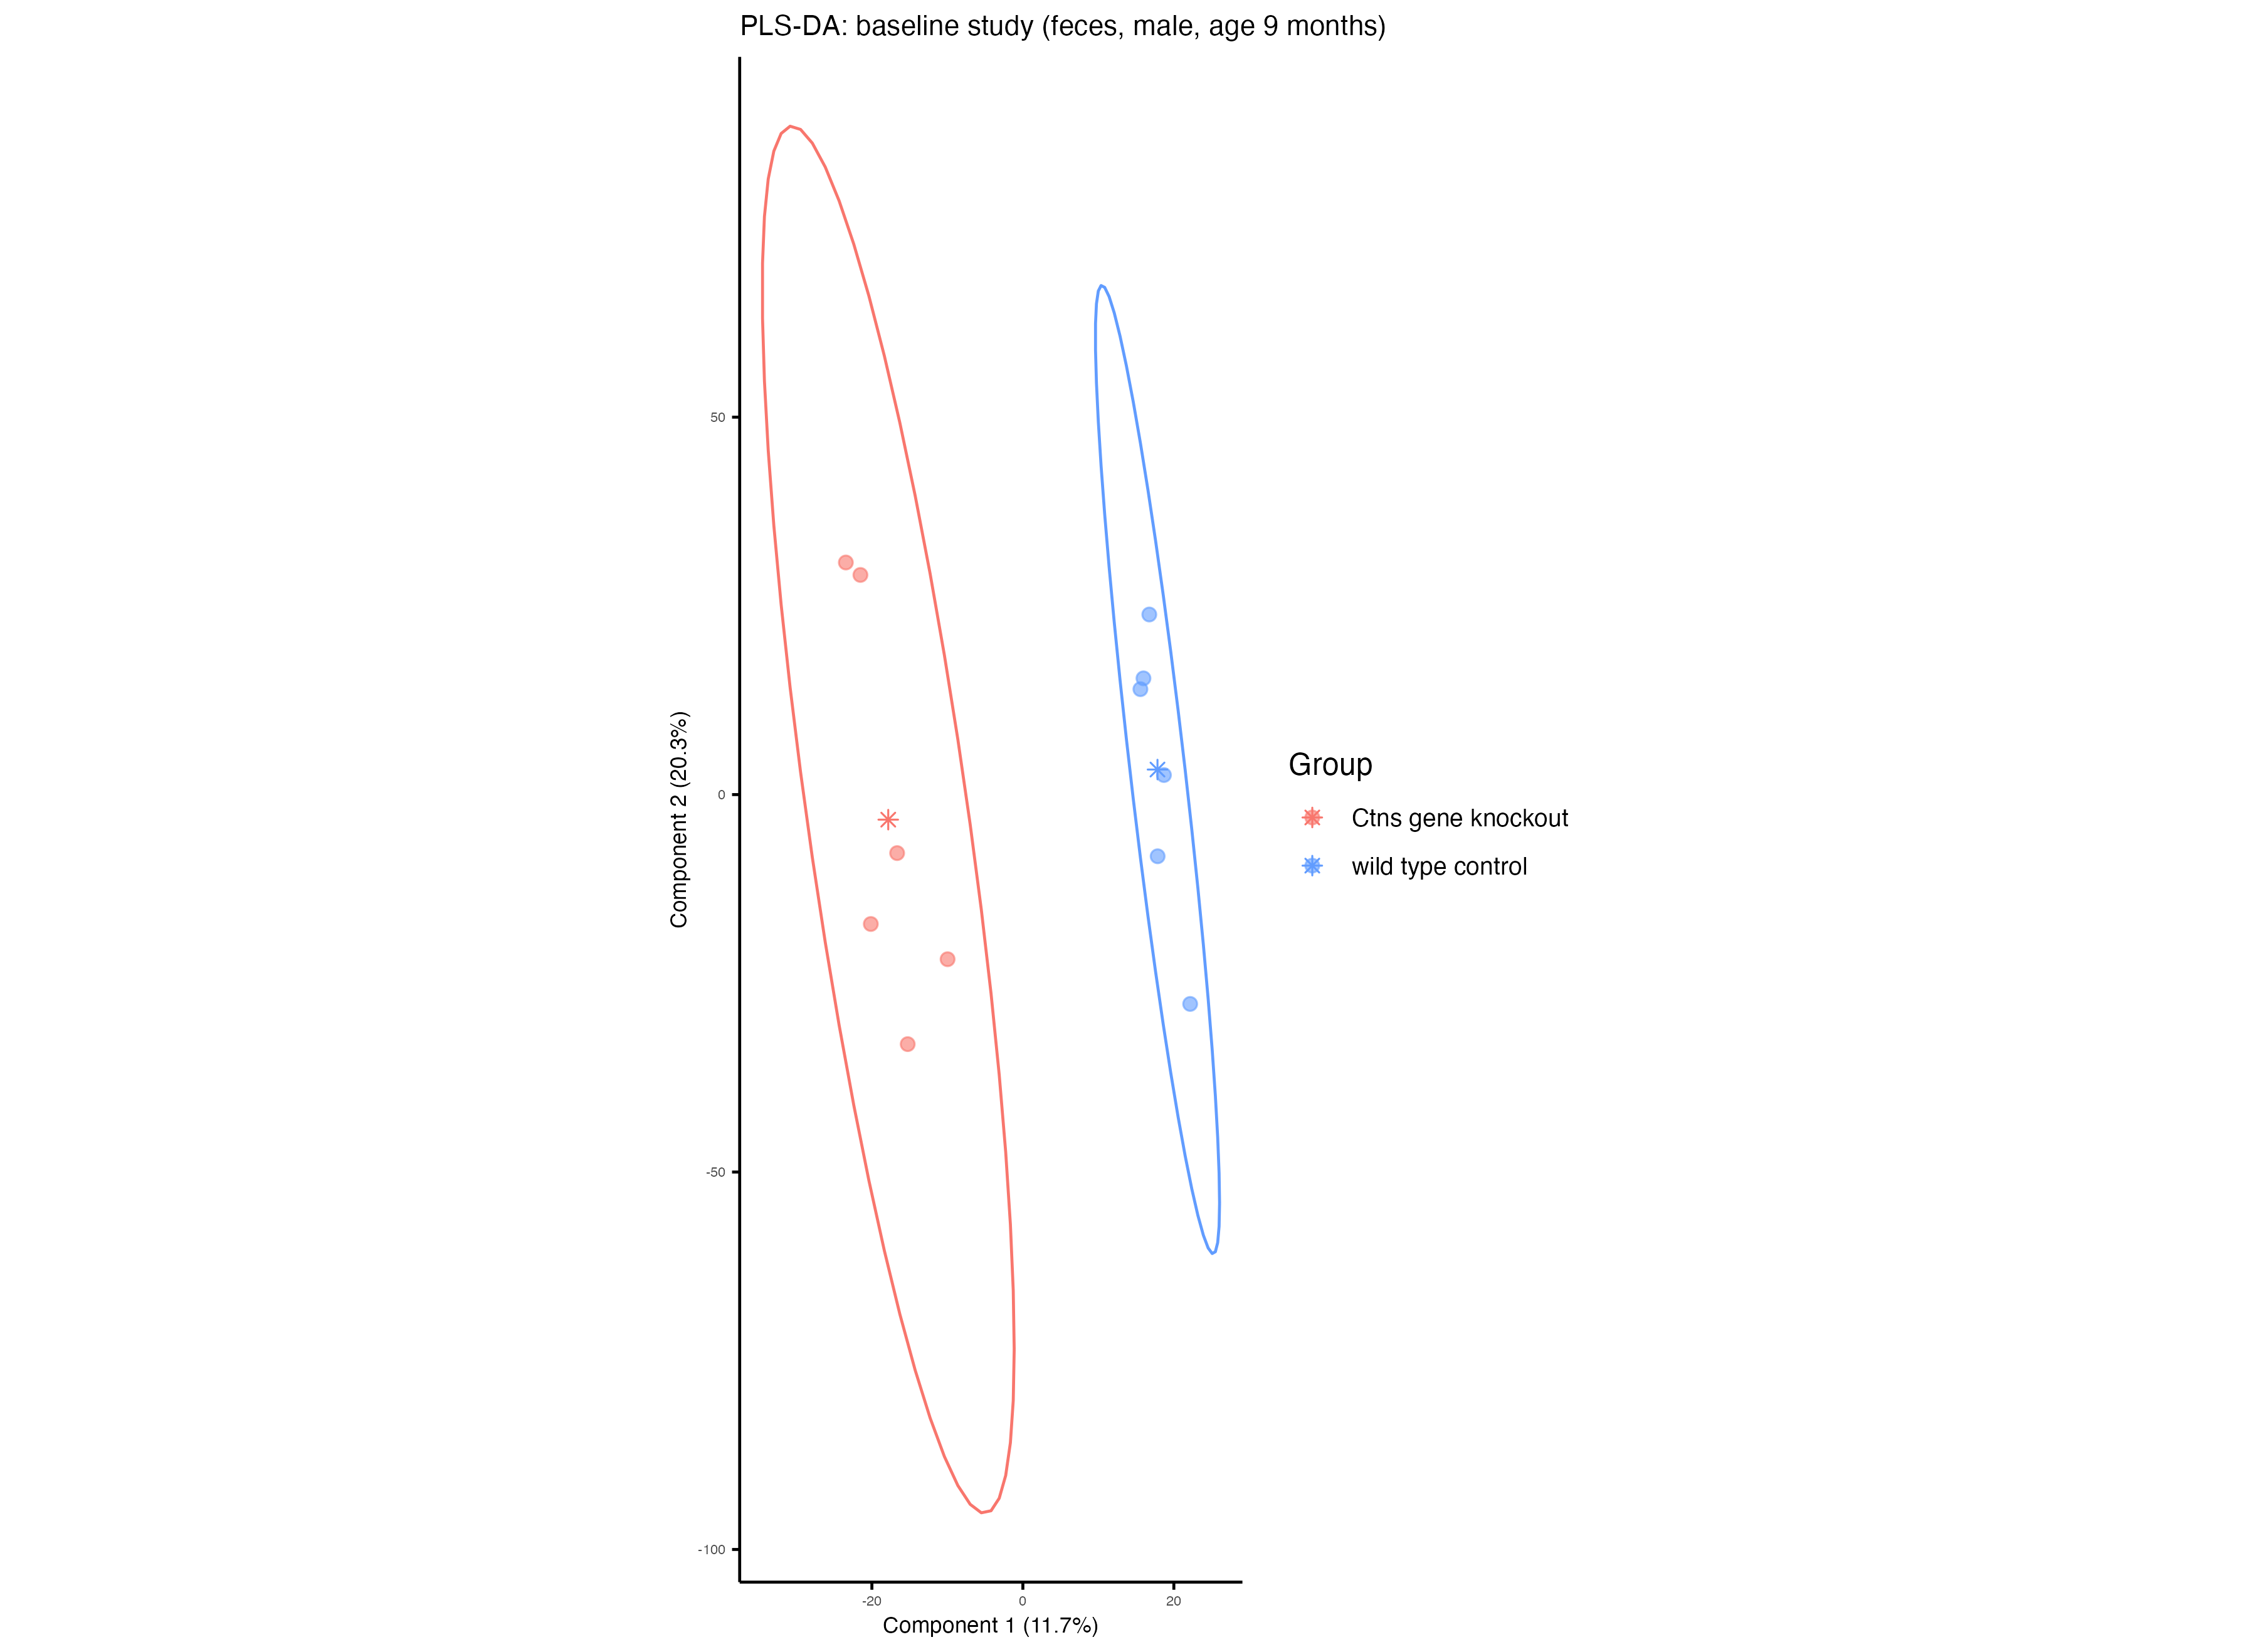 PLS-DA: baseline study (feces, male, age 9 months)
50
0
-50
-100
Component 2 (20.3%)
-20
0
20
Component 1 (11.7%)
Group
Ctns gene knockout
wild type control